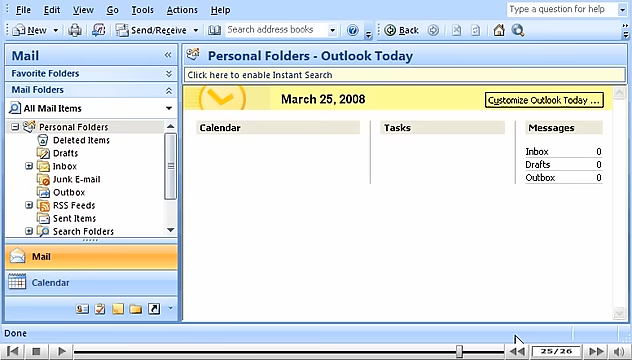 File Edit View Go Tools Actions Help Type a question for help
New Send/Receive Search address books Back
Mail
Favorite Folders
Mail Folders
All Mail Items
Personal Folders
Deleted Items
Drafts
Inbox
Junk E-mail
Outbox
RSS Feeds
Sent Items
Search Folders
Mail
Calendar
Personal Folders - Outlook Today
Click here to enable Instant Search
March 25, 2008 Customize Outlook Today ...
Calendar Tasks Messages
Inbox 0
Drafts 0
Outbox 0
Done
25/26